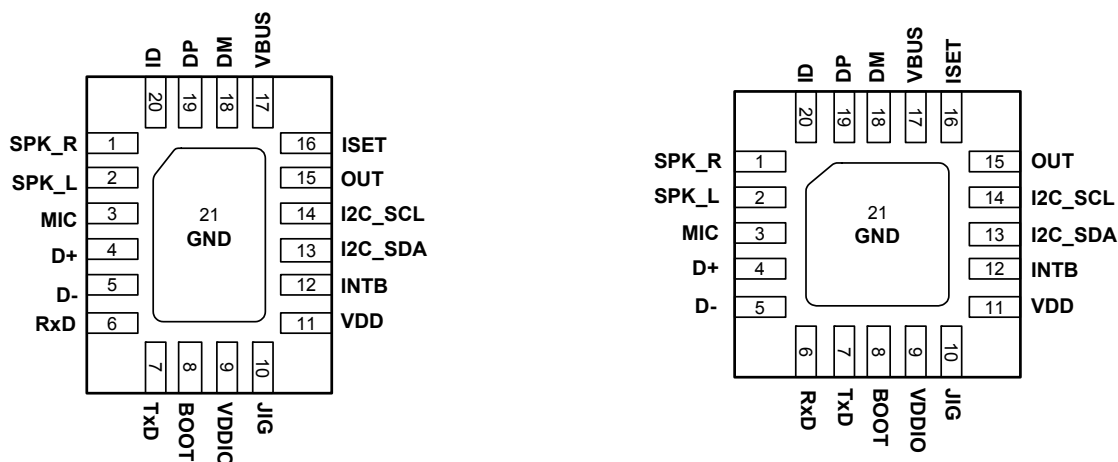 ID DP DM VBUS
20 19 18 17
SPK_R 1 16 ISET
SPK_L 2 15 OUT
MIC 3 14 I2C_SCL
D+ 4 13 I2C_SDA
D- 5 12 INTB
RxD 6 11 VDD
21
GND
7 8 9 10
TxD BOOT VDDIO JIG
ID DP DM VBUS ISET
20 19 18 17 16
SPK_R 1 15 OUT
SPK_L 2 14 I2C_SCL
MIC 3 13 I2C_SDA
D+ 4 12 INTB
D- 5 11 VDD
21
GND
6 7 8 9 10
RxD TxD BOOT VDDIO JIG